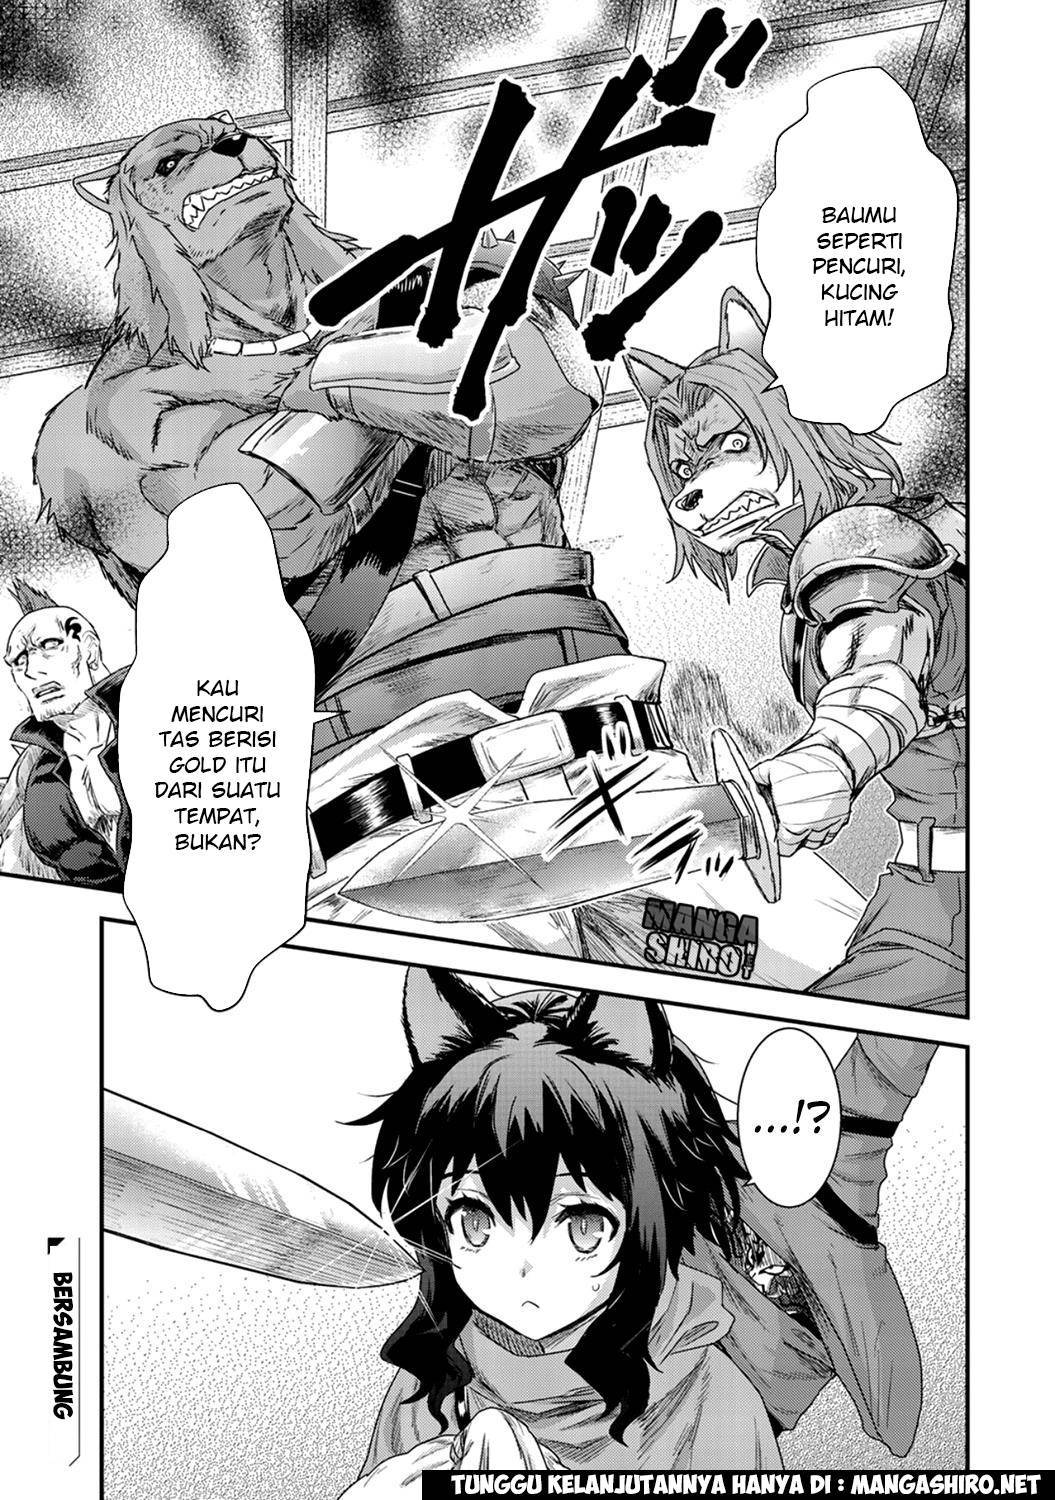 BAUMU
SEPERTI
PENCURI,
KUCING
HITAM!
ザッ
KAU
MENCURI
TAS BERISI
GOLD ITU
DARI SUATU
TEMPAT,
BUKAN?
MANGA
SHIRO
NET
...!?
BERSAMBUNG
TUNGGU KELANJUTANNYA HANYA DI : MANGASHIRO.NET